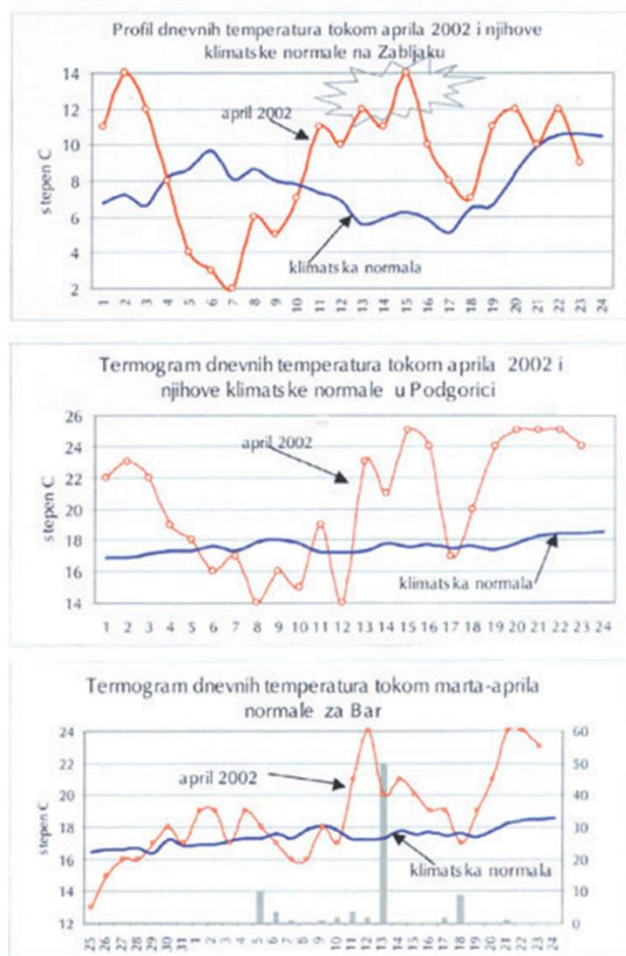 Profil dnevnih temperatura tokom aprila 2002 i njihove
klimatske normale na Zabljaku
14
12
10
8
6
4
2
stepen C
april 2002
klimatska normala
1 2 3 4 5 6 7 8 9 10 11 12 13 14 15 16 17 18 19 20 21 22 23 24
Termogram dnevnih temperatura tokom aprila 2002 i
njihove klimatske normale u Podgorici
26
24
22
20
18
16
14
stepen C
april 2002
klimatska normala
1 2 3 4 5 6 7 8 9 10 11 12 13 14 15 16 17 18 19 20 21 22 23 24
Termogram dnevnih temperatura tokom marta-aprila
normale za Bar
24
22
20
18
16
14
12
stepen C
april 2002
klimatska normala
60
50
40
30
20
10
0
25 26 27 28 29 30 31 1 2 3 4 5 6 7 8 9 10 11 12 13 14 15 16 17 18 19 20 21 22 23 24